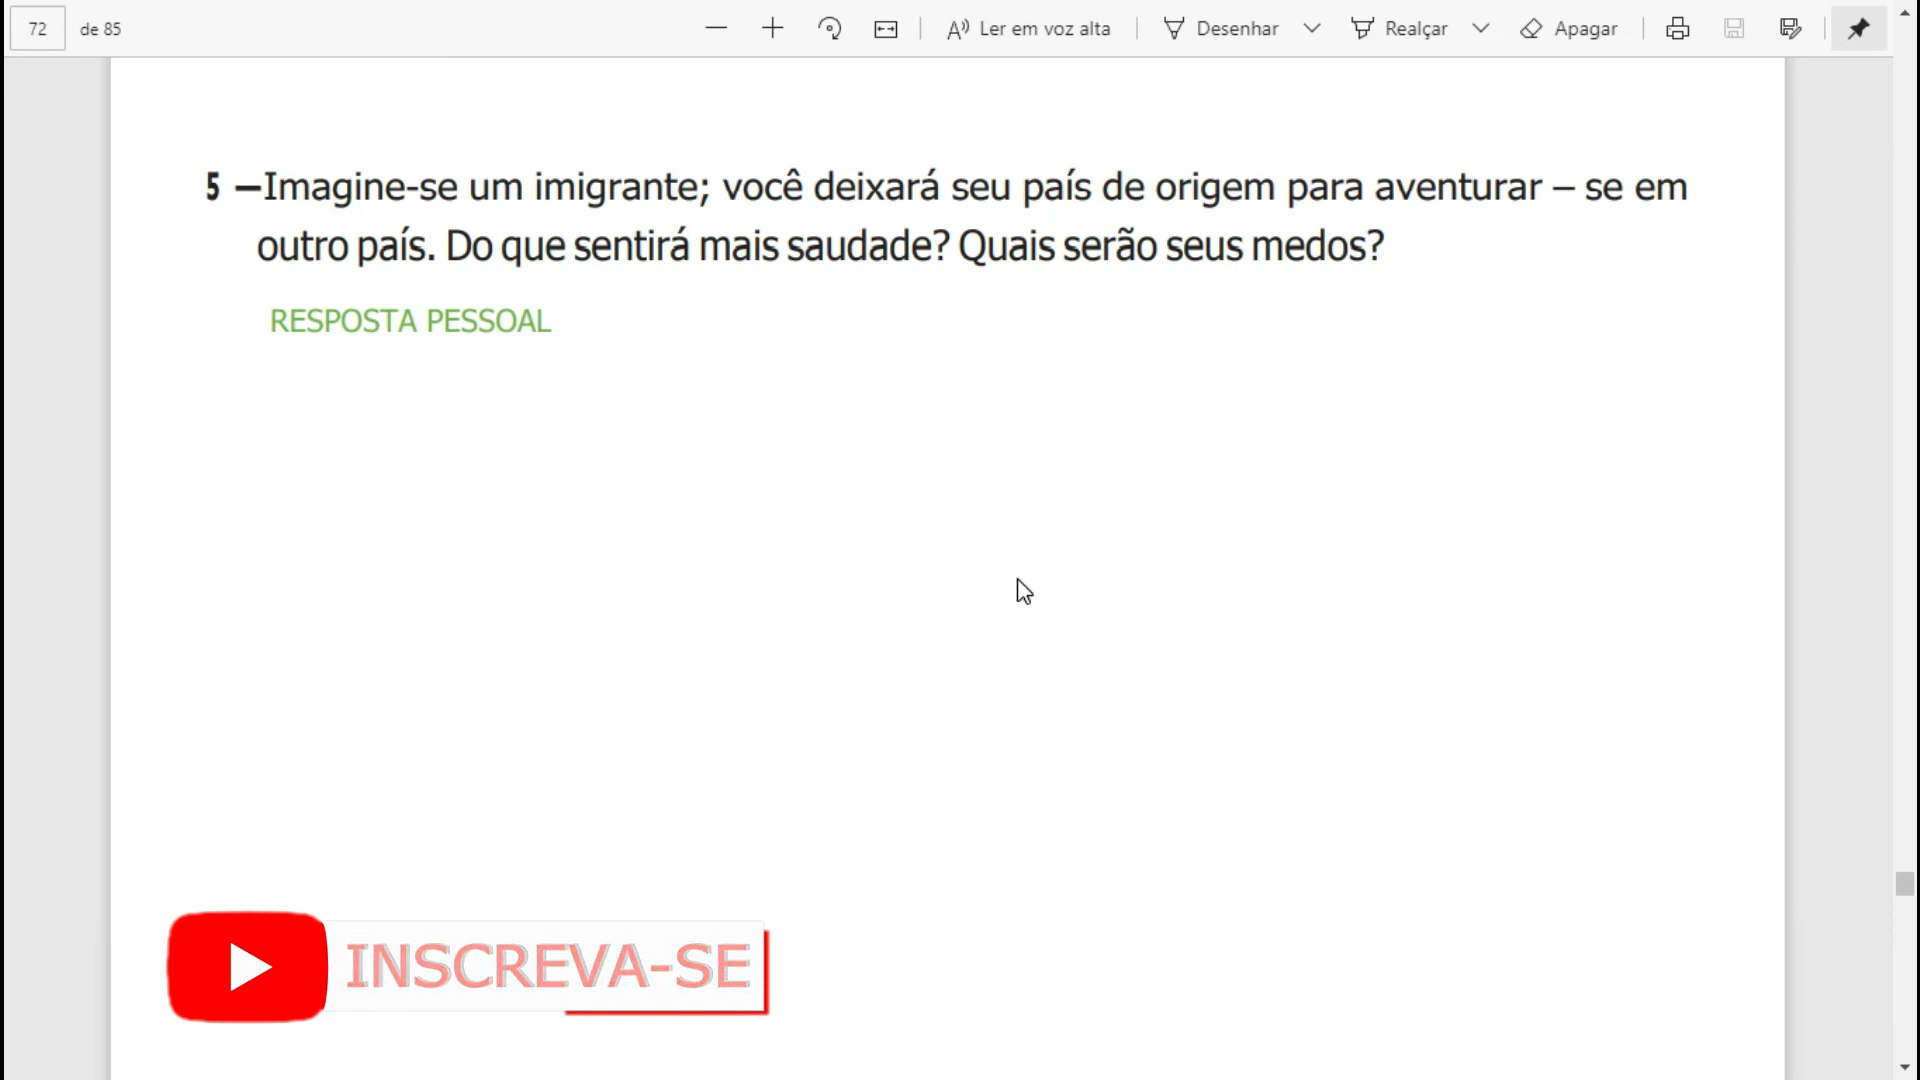 72 de 85 Ler em voz alta Desenhar Realçar Apagar
5 –Imagine-se um imigrante; você deixará seu país de origem para aventurar – se em
outro país. Do que sentirá mais saudade? Quais serão seus medos?
RESPOSTA PESSOAL
INSCREVA-SE